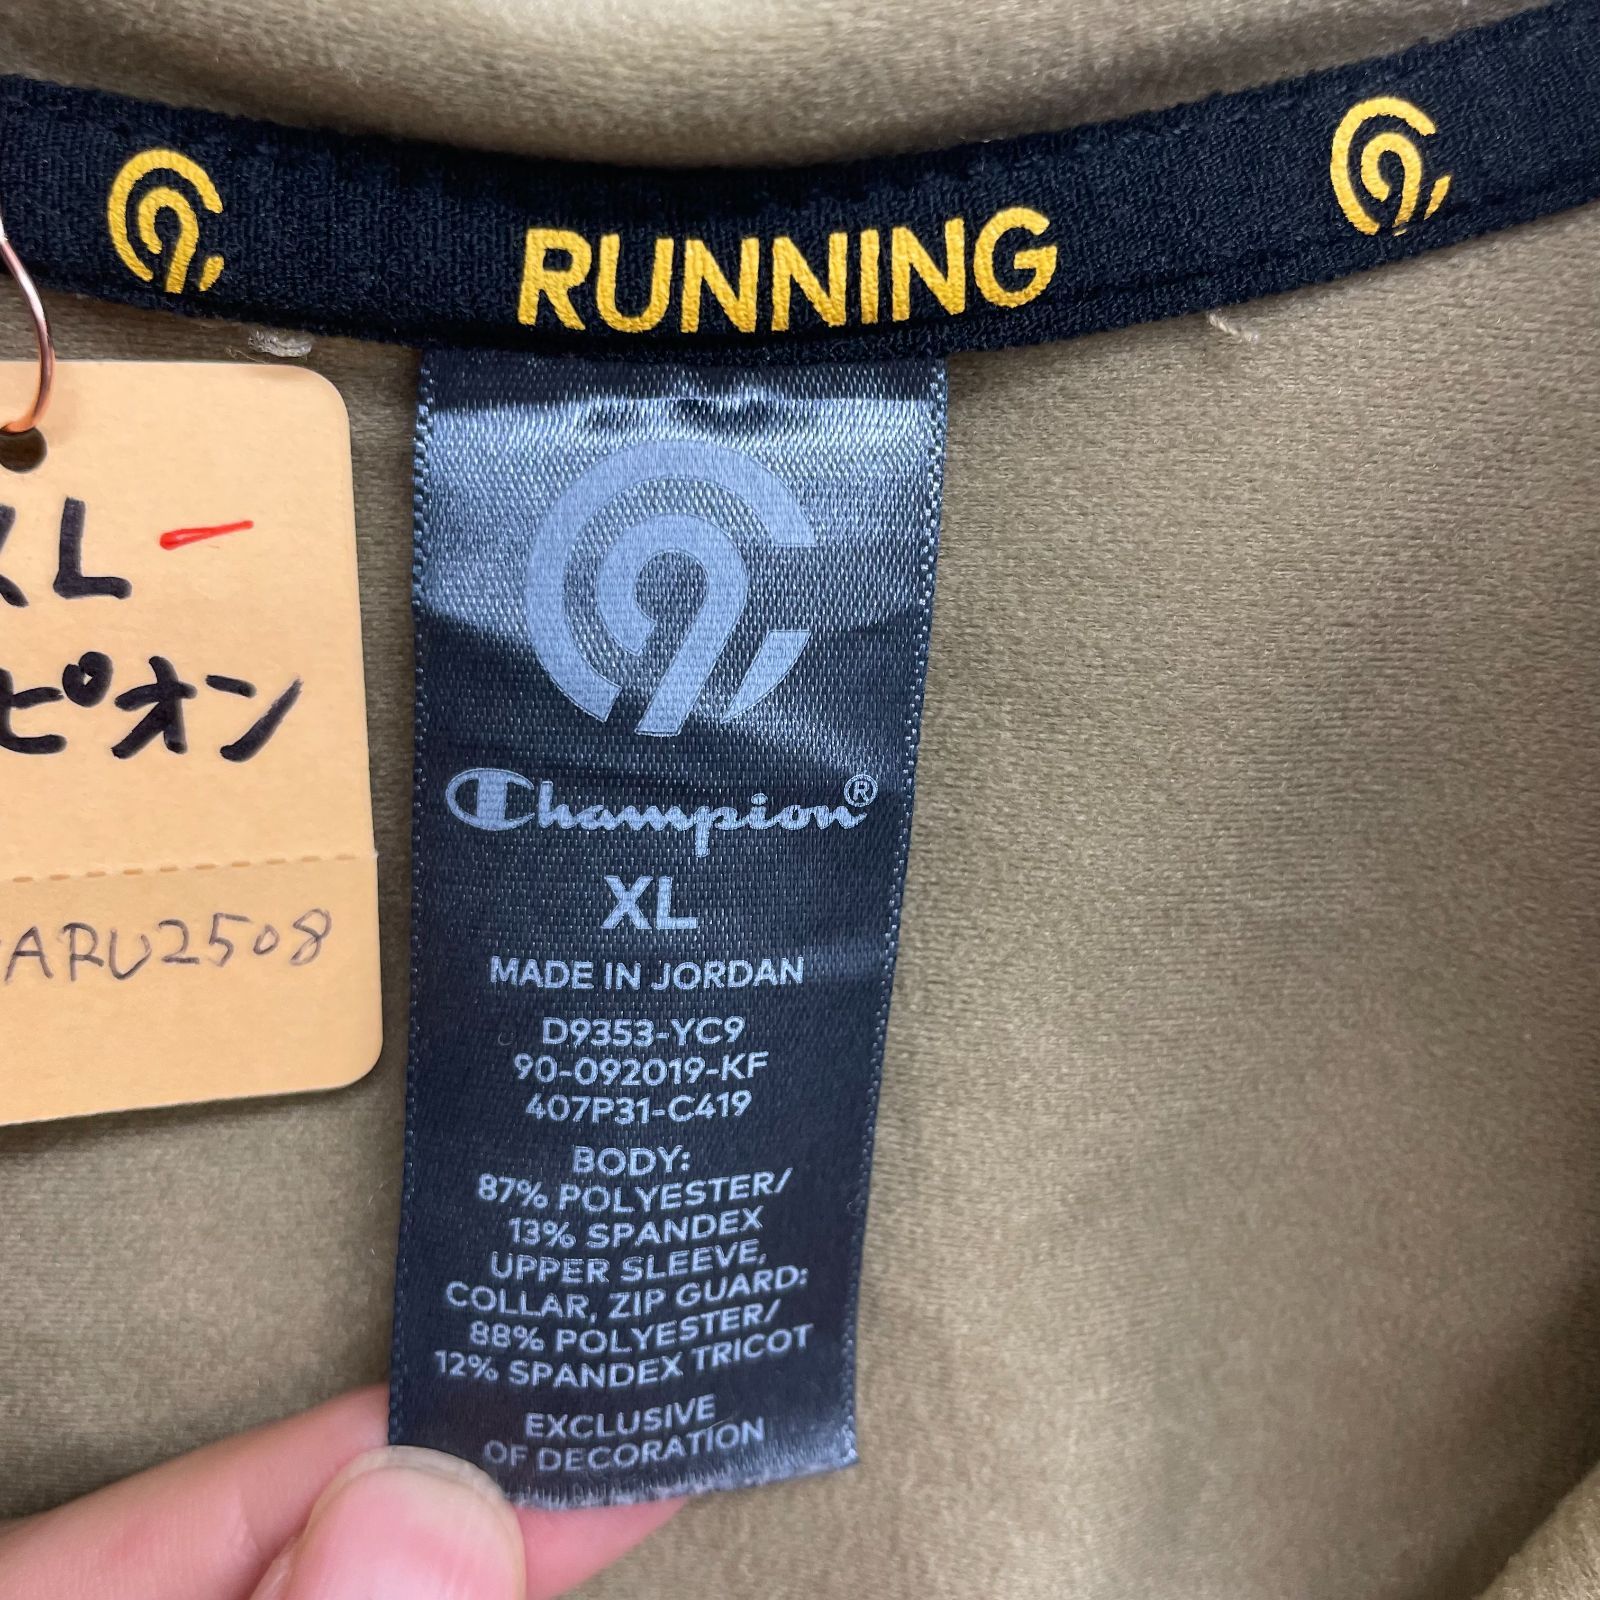 RUNNING
XL
ピオン
ARU2508
Champion®
XL
MADE IN JORDAN
D9353-YC9
90-092019-KF
407P31-C419
BODY:
87% POLYESTER/
13% SPANDEX
UPPER SLEEVE,
COLLAR, ZIP GUARD:
88% POLYESTER/
12% SPANDEX TRICOT
EXCLUSIVE
OF DECORATION